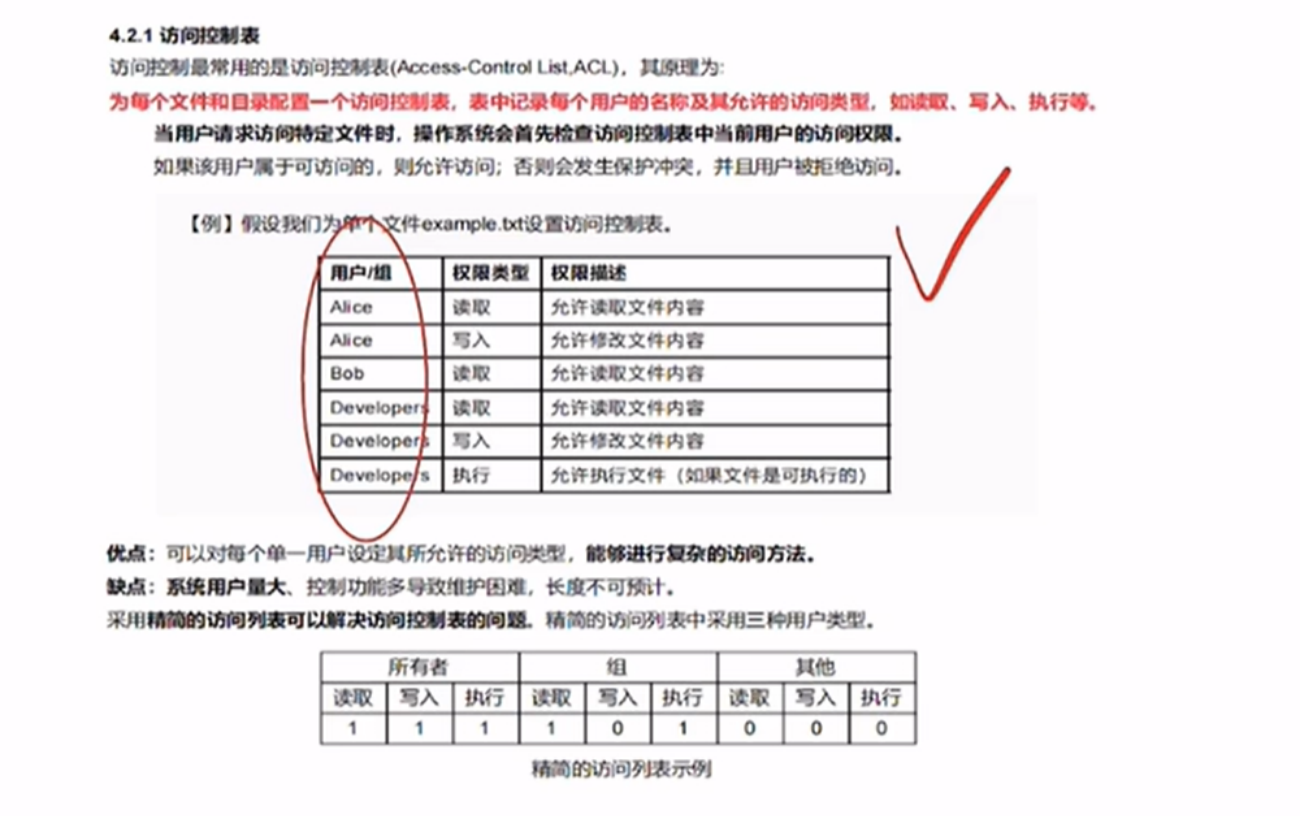 4.2.1 访问控制表
访问控制最常用的是访问控制表(Access-Control List,ACL)，其原理为:
为每个文件和目录配置一个访问控制表，表中记录每个用户的名称及其允许的访问类型，如读取、写入、执行等。
当用户请求访问特定文件时，操作系统会首先检查访问控制表中当前用户的访问权限。
如果该用户属于可访问的，则允许访问；否则会发生保护冲突，并且用户被拒绝访问。
【例】假设我们为单个文件example.txt设置访问控制表。
用户/组 权限类型 权限描述
Alice 读取 允许读取文件内容
Alice 写入 允许修改文件内容
Bob 读取 允许读取文件内容
Developers 读取 允许读取文件内容
Developers 写入 允许修改文件内容
Developers 执行 允许执行文件（如果文件是可执行的）
优点：可以对每个单一用户设定其所允许的访问类型，能够进行复杂的访问方法。
缺点：系统用户量大、控制功能多导致维护困难，长度不可预计。
采用精简的访问列表可以解决访问控制表的问题。精简的访问列表中采用三种用户类型。
所有者 组 其他
读取 写入 执行 读取 写入 执行 读取 写入 执行
1 1 1 1 0 1 0 0 0
精简的访问列表示例